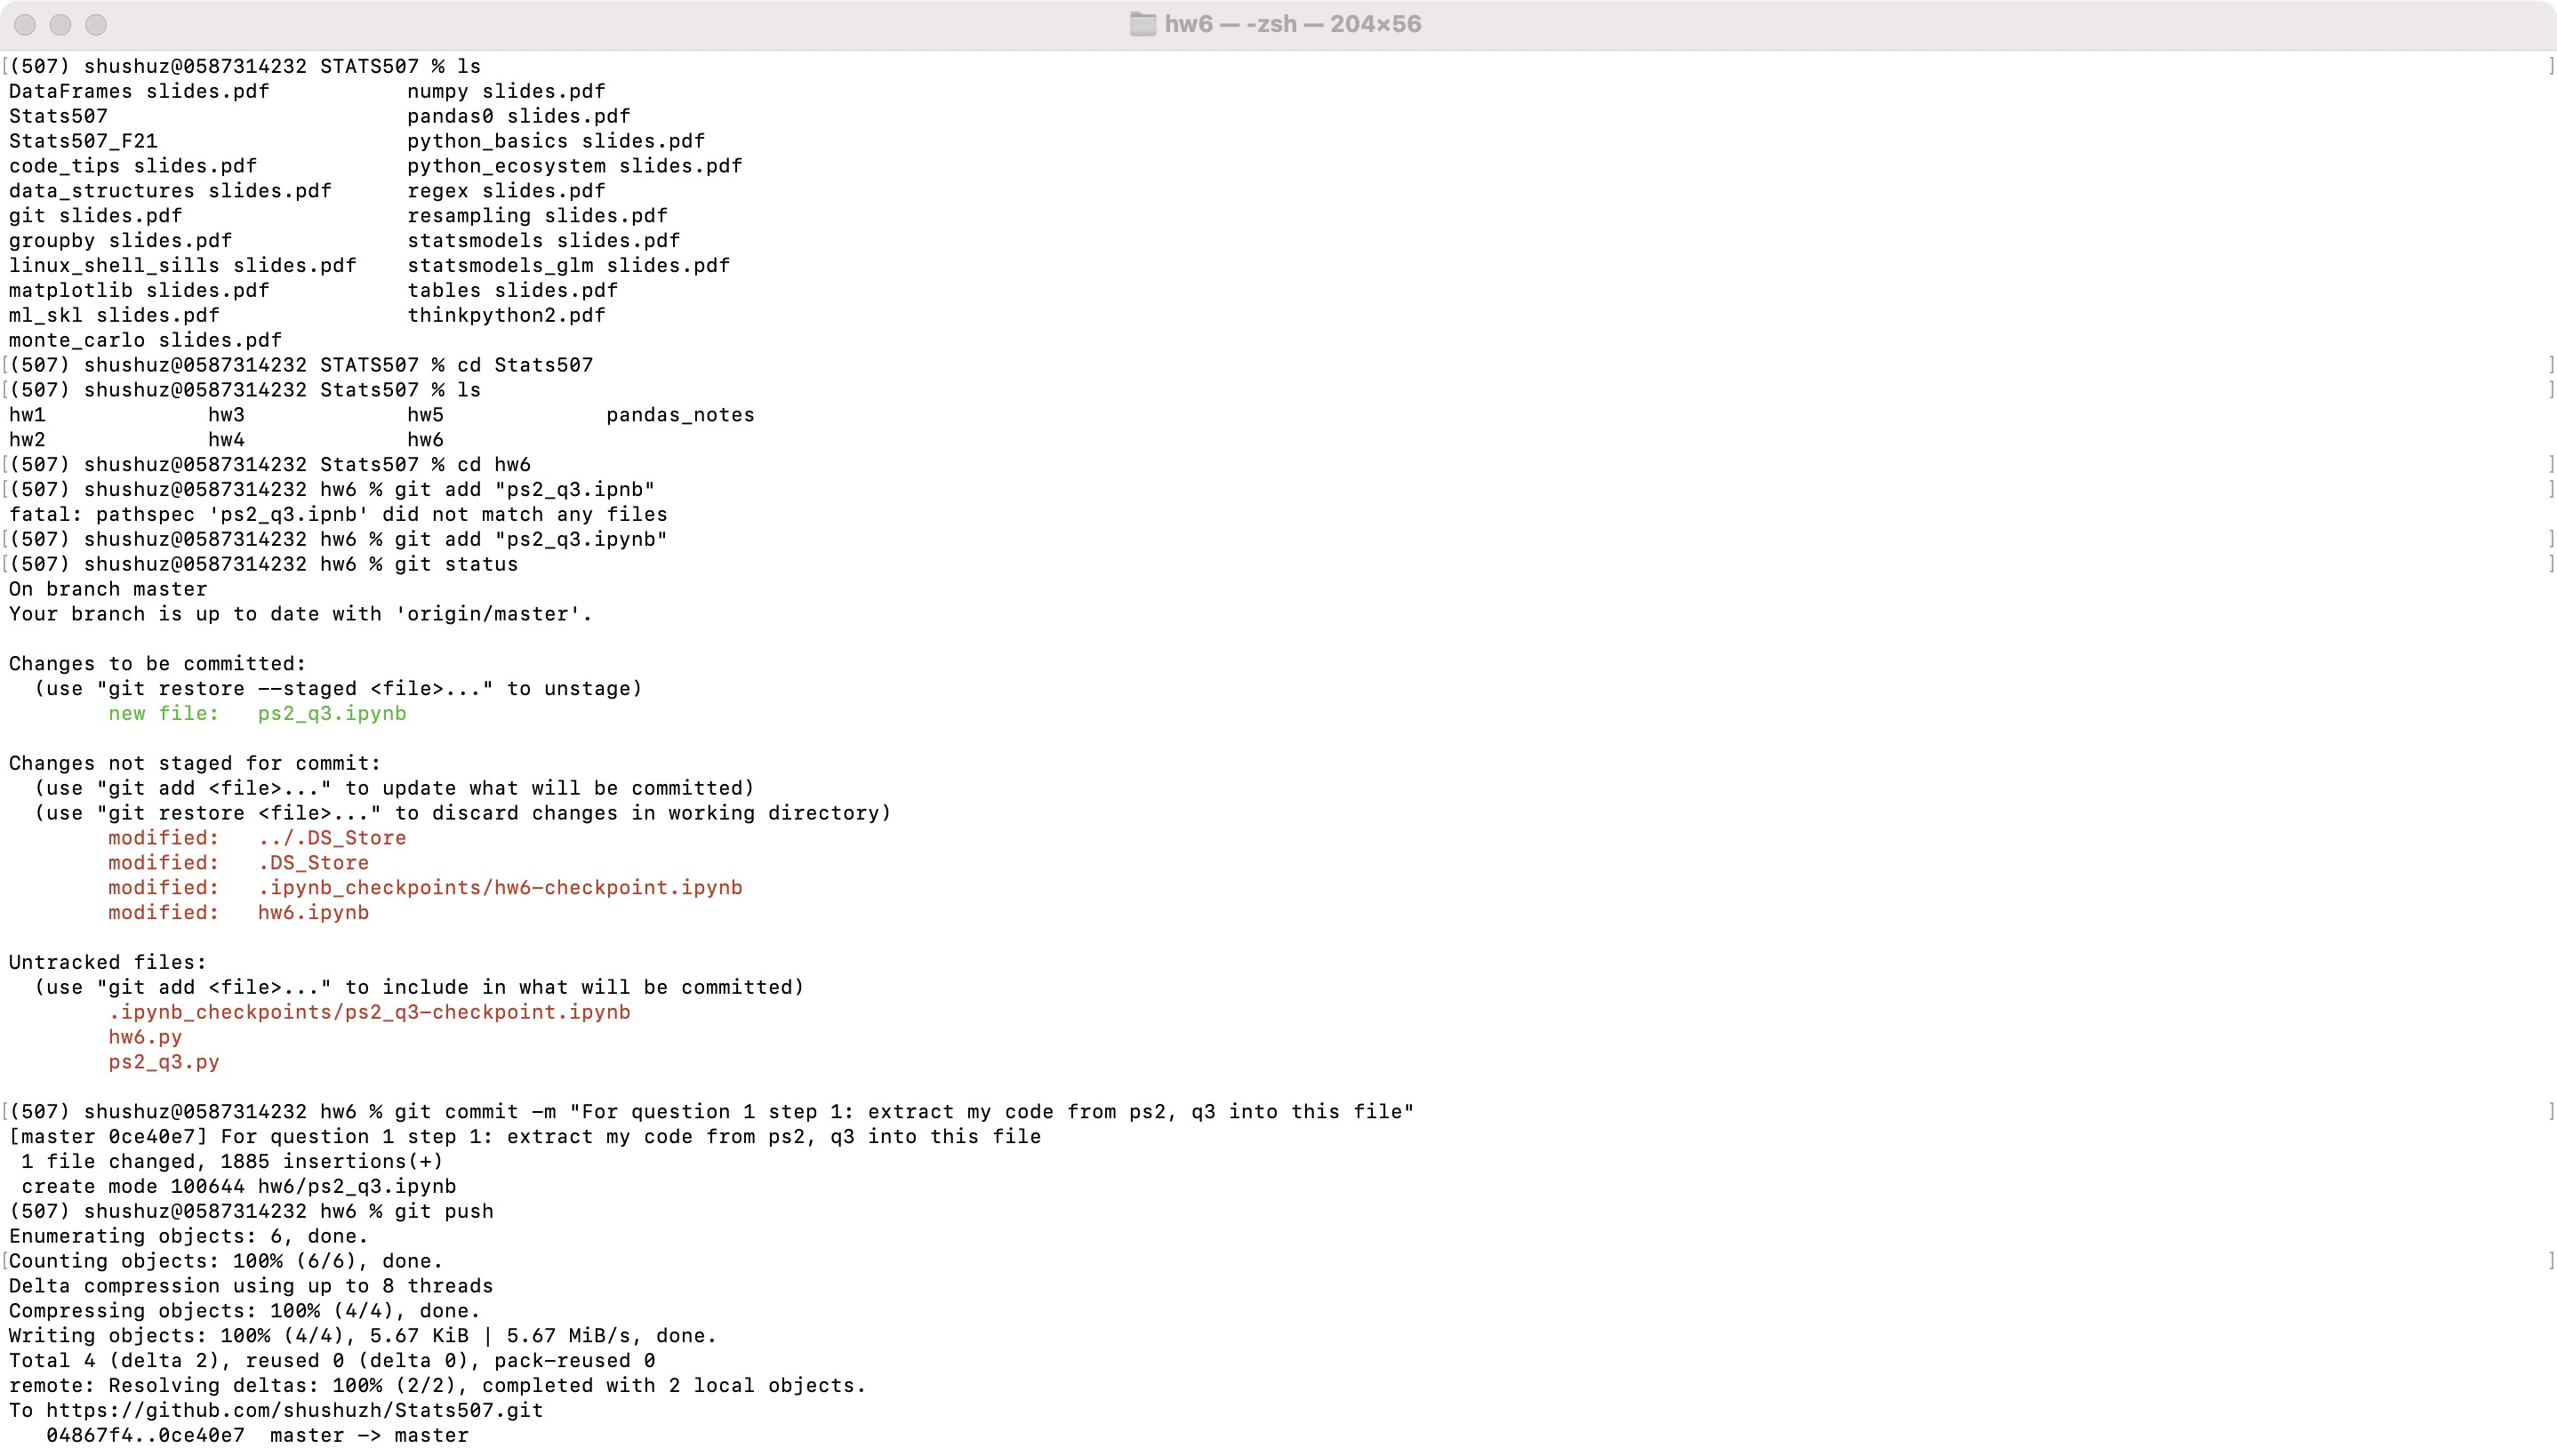 hw6 — -zsh — 204×56
[(507) shushuz@0587314232 STATS507 % ls ]
DataFrames slides.pdf numpy slides.pdf
Stats507 pandas0 slides.pdf
Stats507_F21 python_basics slides.pdf
code_tips slides.pdf python_ecosystem slides.pdf
data_structures slides.pdf regex slides.pdf
git slides.pdf resampling slides.pdf
groupby slides.pdf statsmodels slides.pdf
linux_shell_sills slides.pdf statsmodels_glm slides.pdf
matplotlib slides.pdf tables slides.pdf
ml_skl slides.pdf thinkpython2.pdf
monte_carlo slides.pdf
[(507) shushuz@0587314232 STATS507 % cd Stats507 ]
[(507) shushuz@0587314232 Stats507 % ls ]
hw1 hw3 hw5 pandas_notes
hw2 hw4 hw6
[(507) shushuz@0587314232 Stats507 % cd hw6 ]
[(507) shushuz@0587314232 hw6 % git add "ps2_q3.ipnb" ]
fatal: pathspec 'ps2_q3.ipnb' did not match any files
[(507) shushuz@0587314232 hw6 % git add "ps2_q3.ipynb" ]
[(507) shushuz@0587314232 hw6 % git status ]
On branch master
Your branch is up to date with 'origin/master'.
Changes to be committed:
(use "git restore --staged <file>..." to unstage)
new file: ps2_q3.ipynb
Changes not staged for commit:
(use "git add <file>..." to update what will be committed)
(use "git restore <file>..." to discard changes in working directory)
modified: ../.DS_Store
modified: .DS_Store
modified: .ipynb_checkpoints/hw6-checkpoint.ipynb
modified: hw6.ipynb
Untracked files:
(use "git add <file>..." to include in what will be committed)
.ipynb_checkpoints/ps2_q3-checkpoint.ipynb
hw6.py
ps2_q3.py
[(507) shushuz@0587314232 hw6 % git commit -m "For question 1 step 1: extract my code from ps2, q3 into this file" ]
[master 0ce40e7] For question 1 step 1: extract my code from ps2, q3 into this file
1 file changed, 1885 insertions(+)
create mode 100644 hw6/ps2_q3.ipynb
(507) shushuz@0587314232 hw6 % git push
Enumerating objects: 6, done.
[Counting objects: 100% (6/6), done. ]
Delta compression using up to 8 threads
Compressing objects: 100% (4/4), done.
Writing objects: 100% (4/4), 5.67 KiB | 5.67 MiB/s, done.
Total 4 (delta 2), reused 0 (delta 0), pack-reused 0
remote: Resolving deltas: 100% (2/2), completed with 2 local objects.
To https://github.com/shushuzh/Stats507.git
04867f4..0ce40e7 master -> master